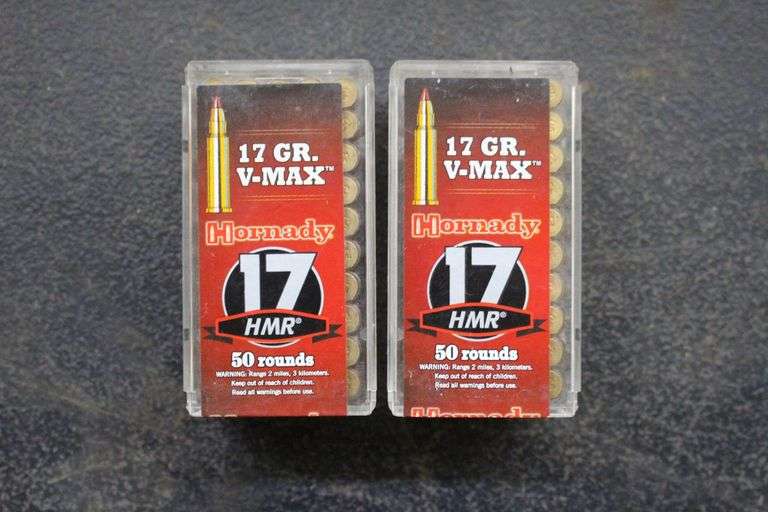 17 GR.
V-MAX™
Hornady
17
HMR®
50 rounds
WARNING: Range 2 miles, 3 kilometers.
Keep out of reach of children.
Read all warnings before use.
Hornady
17 GR.
V-MAX™
Hornady
17
HMR®
50 rounds
WARNING: Range 2 miles, 3 kilometers.
Keep out of reach of children.
Read all warnings before use.
Hornady